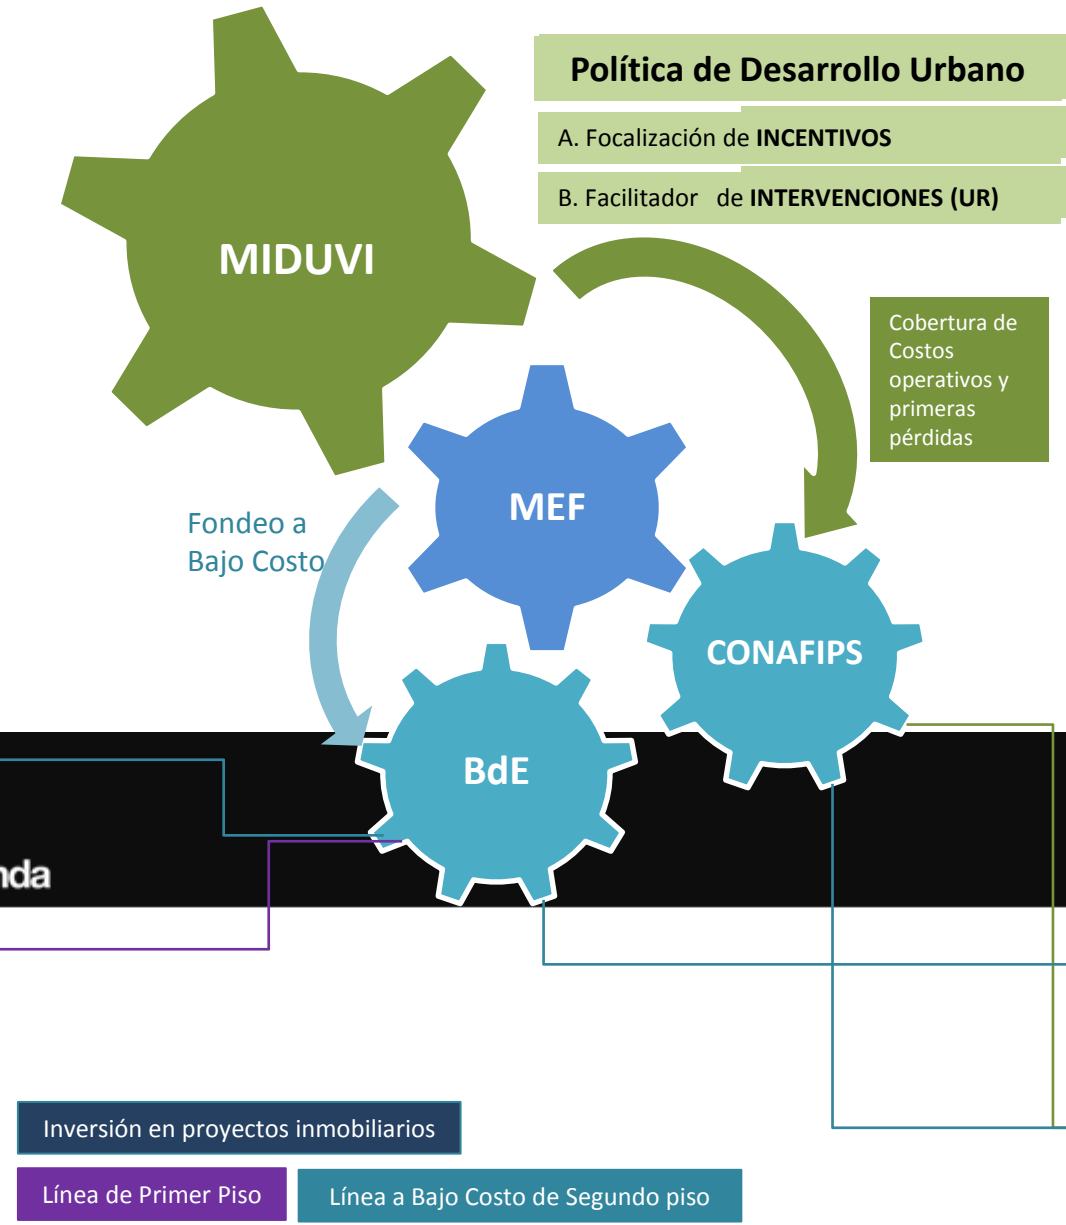 Política de Desarrollo Urbano
A. Focalización de INCENTIVOS
B. Facilitador de INTERVENCIONES (UR)
MIDUVI
Cobertura de
Costos
operativos y
primeras
pérdidas
MEF
Fondeo a
Bajo Costo
CONAFIPS
BdE
nda
Inversión en proyectos inmobiliarios
Línea de Primer Piso
Línea a Bajo Costo de Segundo piso